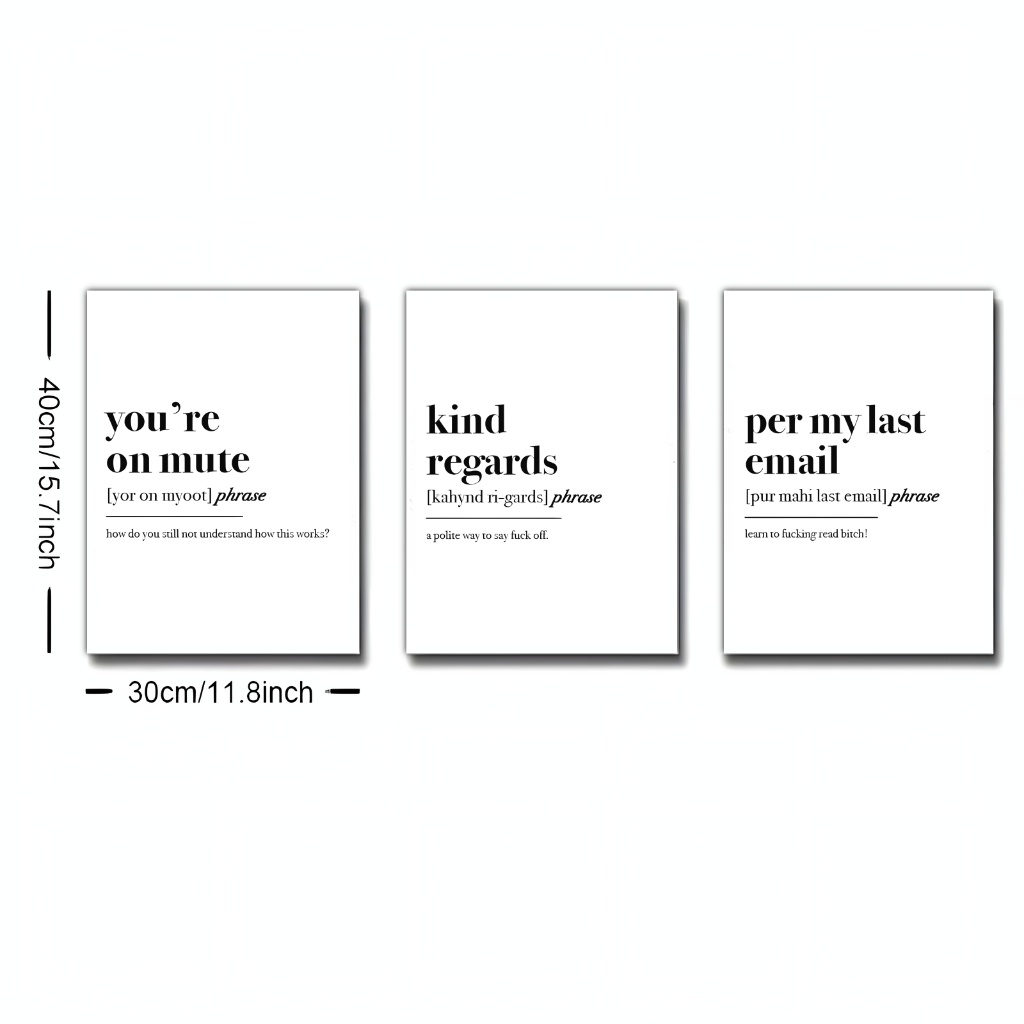 40cm/15.7inch
you're
on mute
[yor on myoot] phrase
how do you still not understand how this works?
kind
regards
[kahynd ri-gards] phrase
a polite way to say fuck off.
per my last
email
[pur mahi last email] phrase
learn to fucking read bitch!
30cm/11.8inch